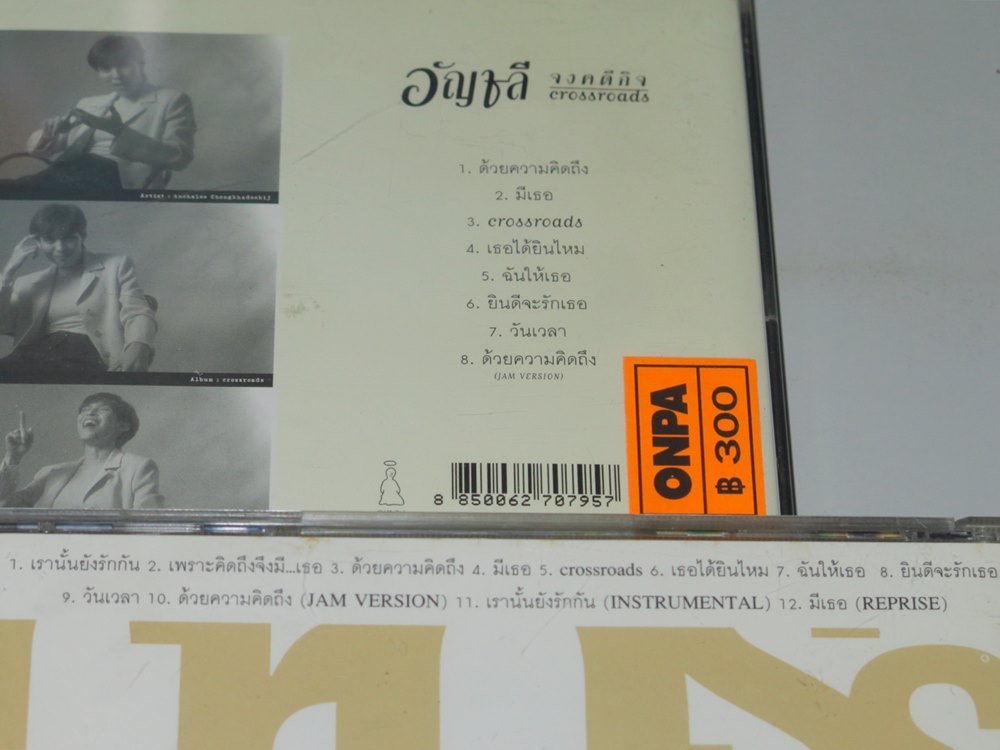 อัญชลี
จงคดีกิจ
crossroads
1. ด้วยความคิดถึง
2. มีเธอ
3. crossroads
4. เธอได้ยินไหม
5. ฉันให้เธอ
6. ยินดีจะรักเธอ
7. วันเวลา
8. ด้วยความคิดถึง
(JAM VERSION)
Artist : Anchalee Chongkhadeekij
Album : crossroads
ONPA
฿ 300
8 850062 707957
1. เรานั้นยังรักกัน 2. เพราะคิดถึงจึงมี...เธอ 3. ด้วยความคิดถึง 4. มีเธอ 5. crossroads 6. เธอได้ยินไหม 7. ฉันให้เธอ 8. ยินดีจะรักเธอ
9. วันเวลา 10. ด้วยความคิดถึง (JAM VERSION) 11. เรานั้นยังรักกัน (INSTRUMENTAL) 12. มีเธอ (REPRISE)